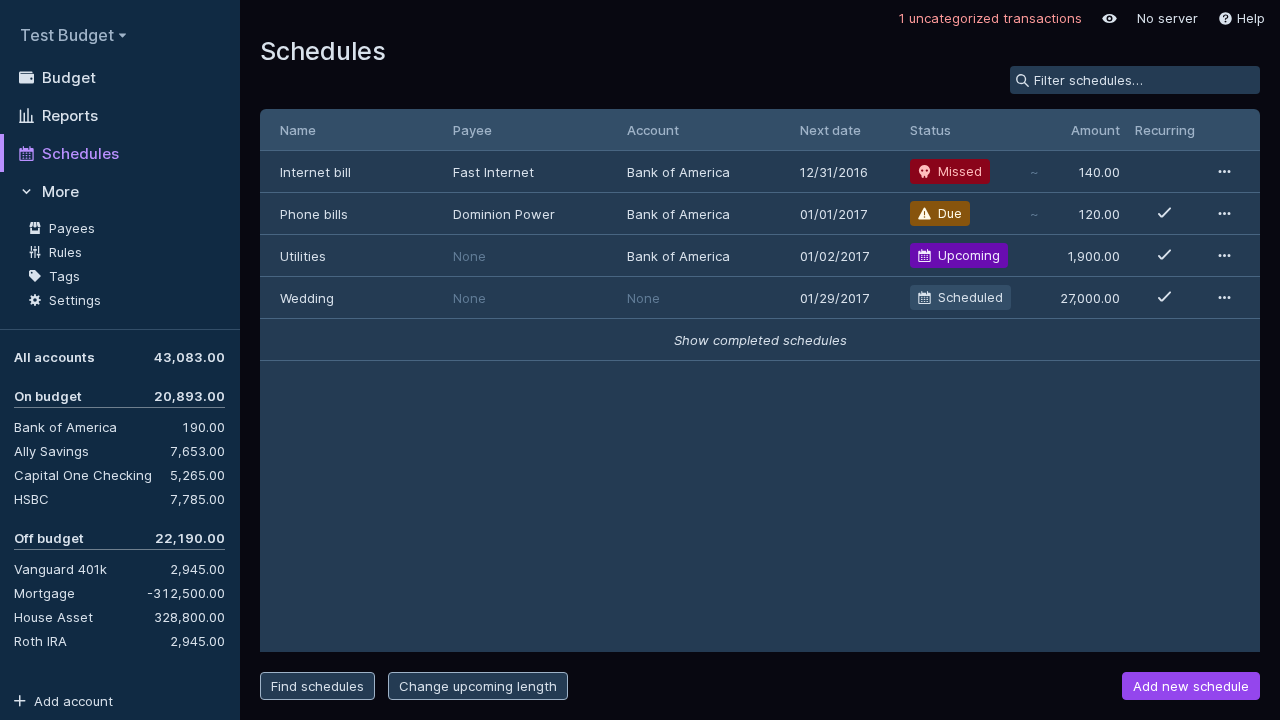 Test Budget
Budget
Reports
Schedules
More
Payees
Rules
Tags
Settings
All accounts 43,083.00
On budget 20,893.00
Bank of America 190.00
Ally Savings 7,653.00
Capital One Checking 5,265.00
HSBC 7,785.00
Off budget 22,190.00
Vanguard 401k 2,945.00
Mortgage -312,500.00
House Asset 328,800.00
Roth IRA 2,945.00
Add account
1 uncategorized transactions No server Help
Schedules
Filter schedules...
Name Payee Account Next date Status Amount Recurring
Internet bill Fast Internet Bank of America 12/31/2016 Missed ~ 140.00
Phone bills Dominion Power Bank of America 01/01/2017 Due ~ 120.00
Utilities None Bank of America 01/02/2017 Upcoming 1,900.00
Wedding None None 01/29/2017 Scheduled 27,000.00
Show completed schedules
Find schedules Change upcoming length Add new schedule